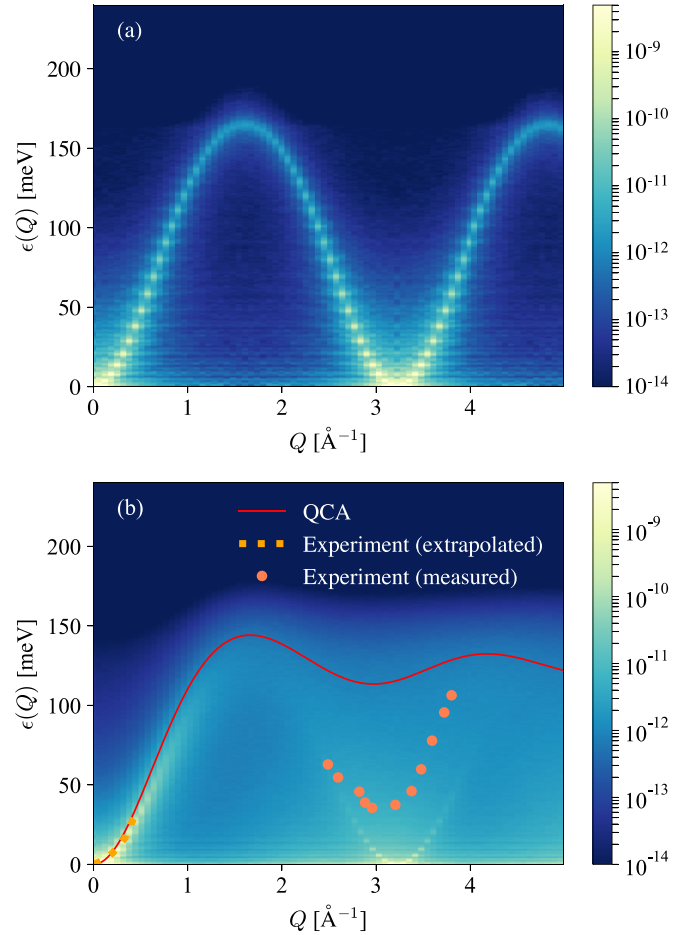 (a)
ϵ(Q) [meV]
200
150
100
50
0
0 1 2 3 4
Q [Å⁻¹]
10⁻⁹
10⁻¹⁰
10⁻¹¹
10⁻¹²
10⁻¹³
10⁻¹⁴
(b)
QCA
Experiment (extrapolated)
Experiment (measured)
ϵ(Q) [meV]
200
150
100
50
0
0 1 2 3 4
Q [Å⁻¹]
10⁻⁹
10⁻¹⁰
10⁻¹¹
10⁻¹²
10⁻¹³
10⁻¹⁴